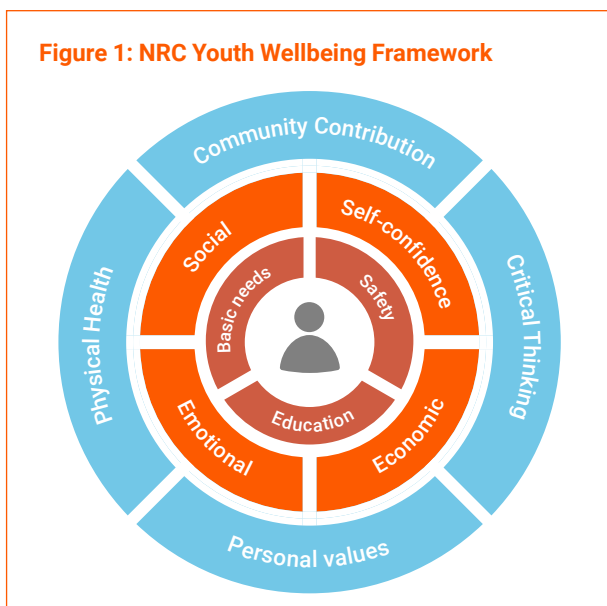 Figure 1: NRC Youth Wellbeing Framework
Community Contribution
Social
Self-confidence
Basic needs
Safety
Physical Health
Critical Thinking
Education
Emotional
Economic
Personal values